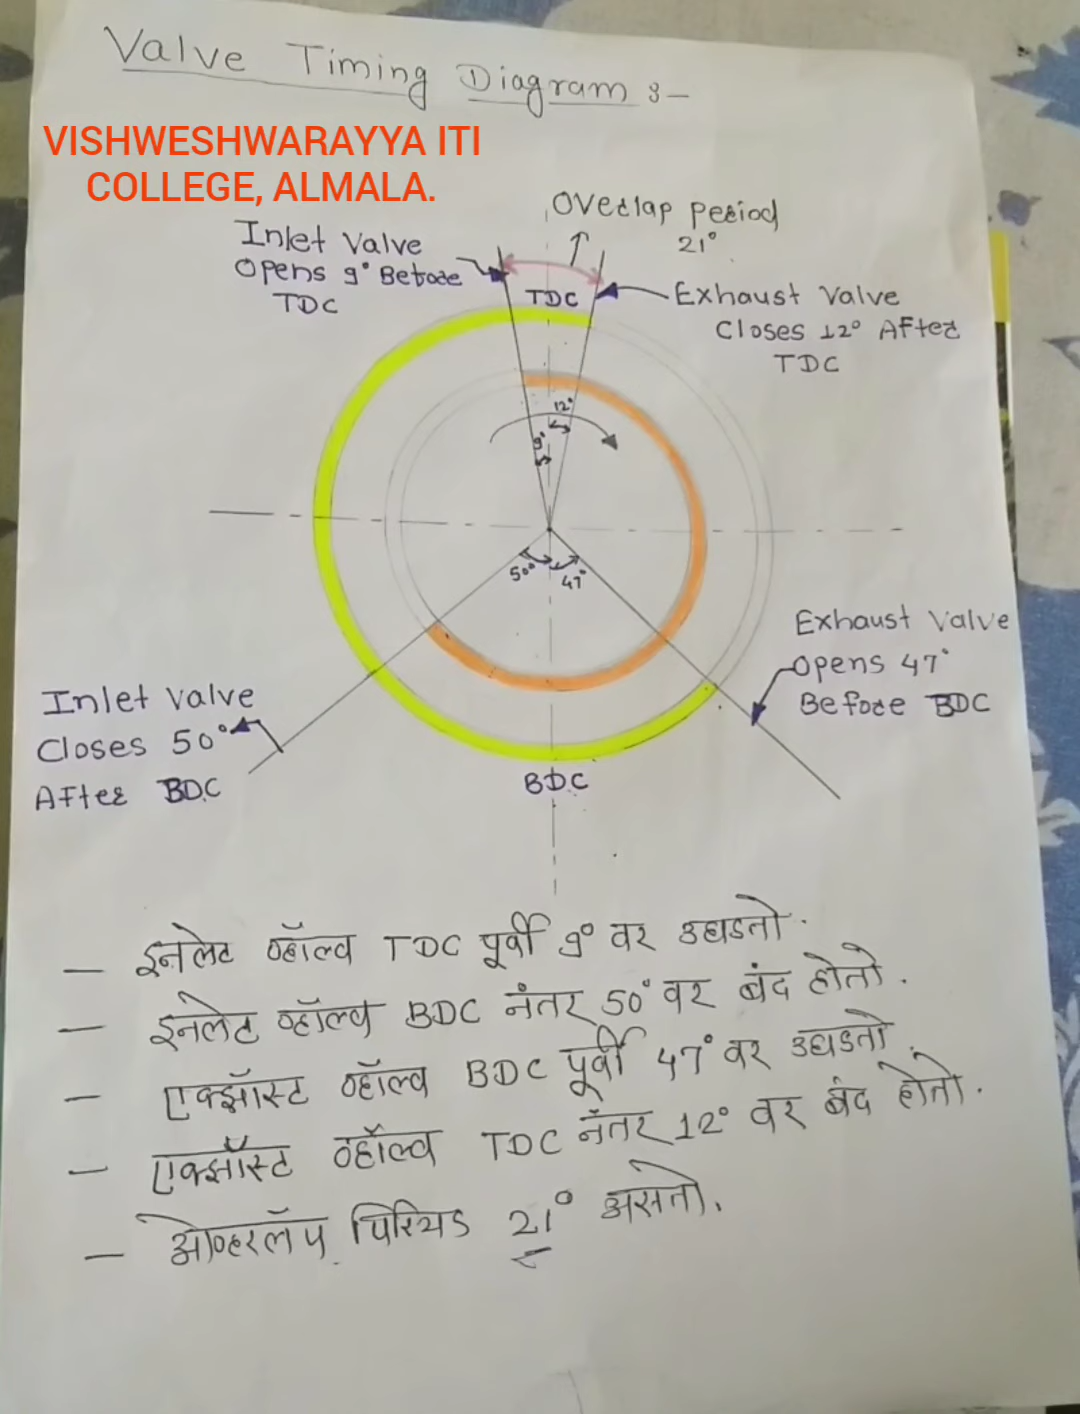 Valve Timing Diagram :-
VISHWESHWARAYYA ITI
COLLEGE, ALMALA.
Overlap Period
21°
Inlet Valve
Opens 9° Before
TDC
TDC
Exhaust Valve
Closes 12° After
TDC
12°
9°
50°
47°
Exhaust Valve
Opens 47°
Before BDC
Inlet Valve
Closes 50°
After BDC
BDC
— इनलेट व्हॉल्व TDC पूर्वी 9° वर उघडतो.
— इनलेट व्हॉल्व BDC नंतर 50° वर बंद होतो.
— एक्झॉस्ट व्हॉल्व BDC पूर्वी 47° वर उघडतो.
— एक्झॉस्ट व्हॉल्व TDC नंतर 12° वर बंद होतो.
— ओव्हरलॅप पिरियड 21° असतो.